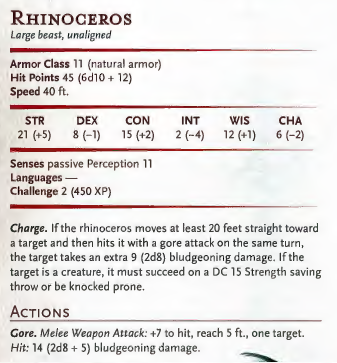 RHINOCEROS
Large beast, unaligned
Armor Class 11 (natural armor)
Hit Points 45 (6d10 + 12)
Speed 40 ft.
STR DEX CON INT WIS CHA
21 (+5) 8 (−1) 15 (+2) 2 (−4) 12 (+1) 6 (−2)
Senses passive Perception 11
Languages —
Challenge 2 (450 XP)
Charge. If the rhinoceros moves at least 20 feet straight toward
a target and then hits it with a gore attack on the same turn,
the target takes an extra 9 (2d8) bludgeoning damage. If the
target is a creature, it must succeed on a DC 15 Strength saving
throw or be knocked prone.
ACTIONS
Gore. Melee Weapon Attack: +7 to hit, reach 5 ft., one target.
Hit: 14 (2d8 + 5) bludgeoning damage.